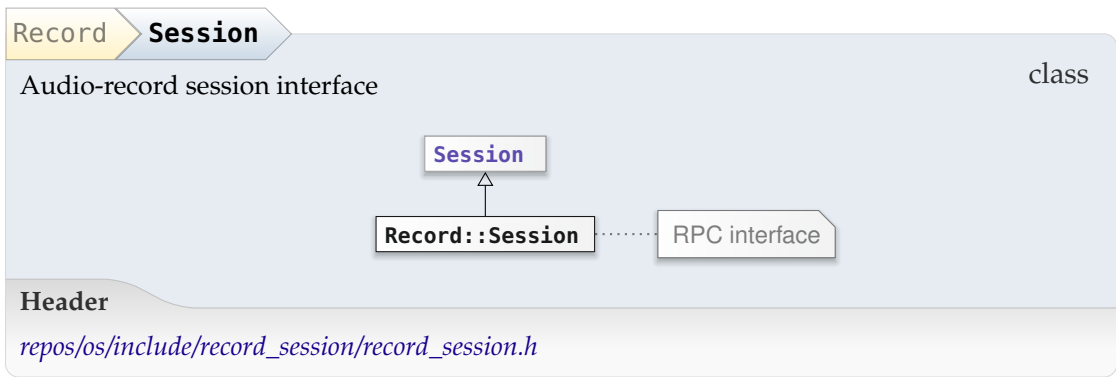 Record Session
Audio-record session interface
class
Session
Record::Session
RPC interface
Header
repos/os/include/record_session/record_session.h